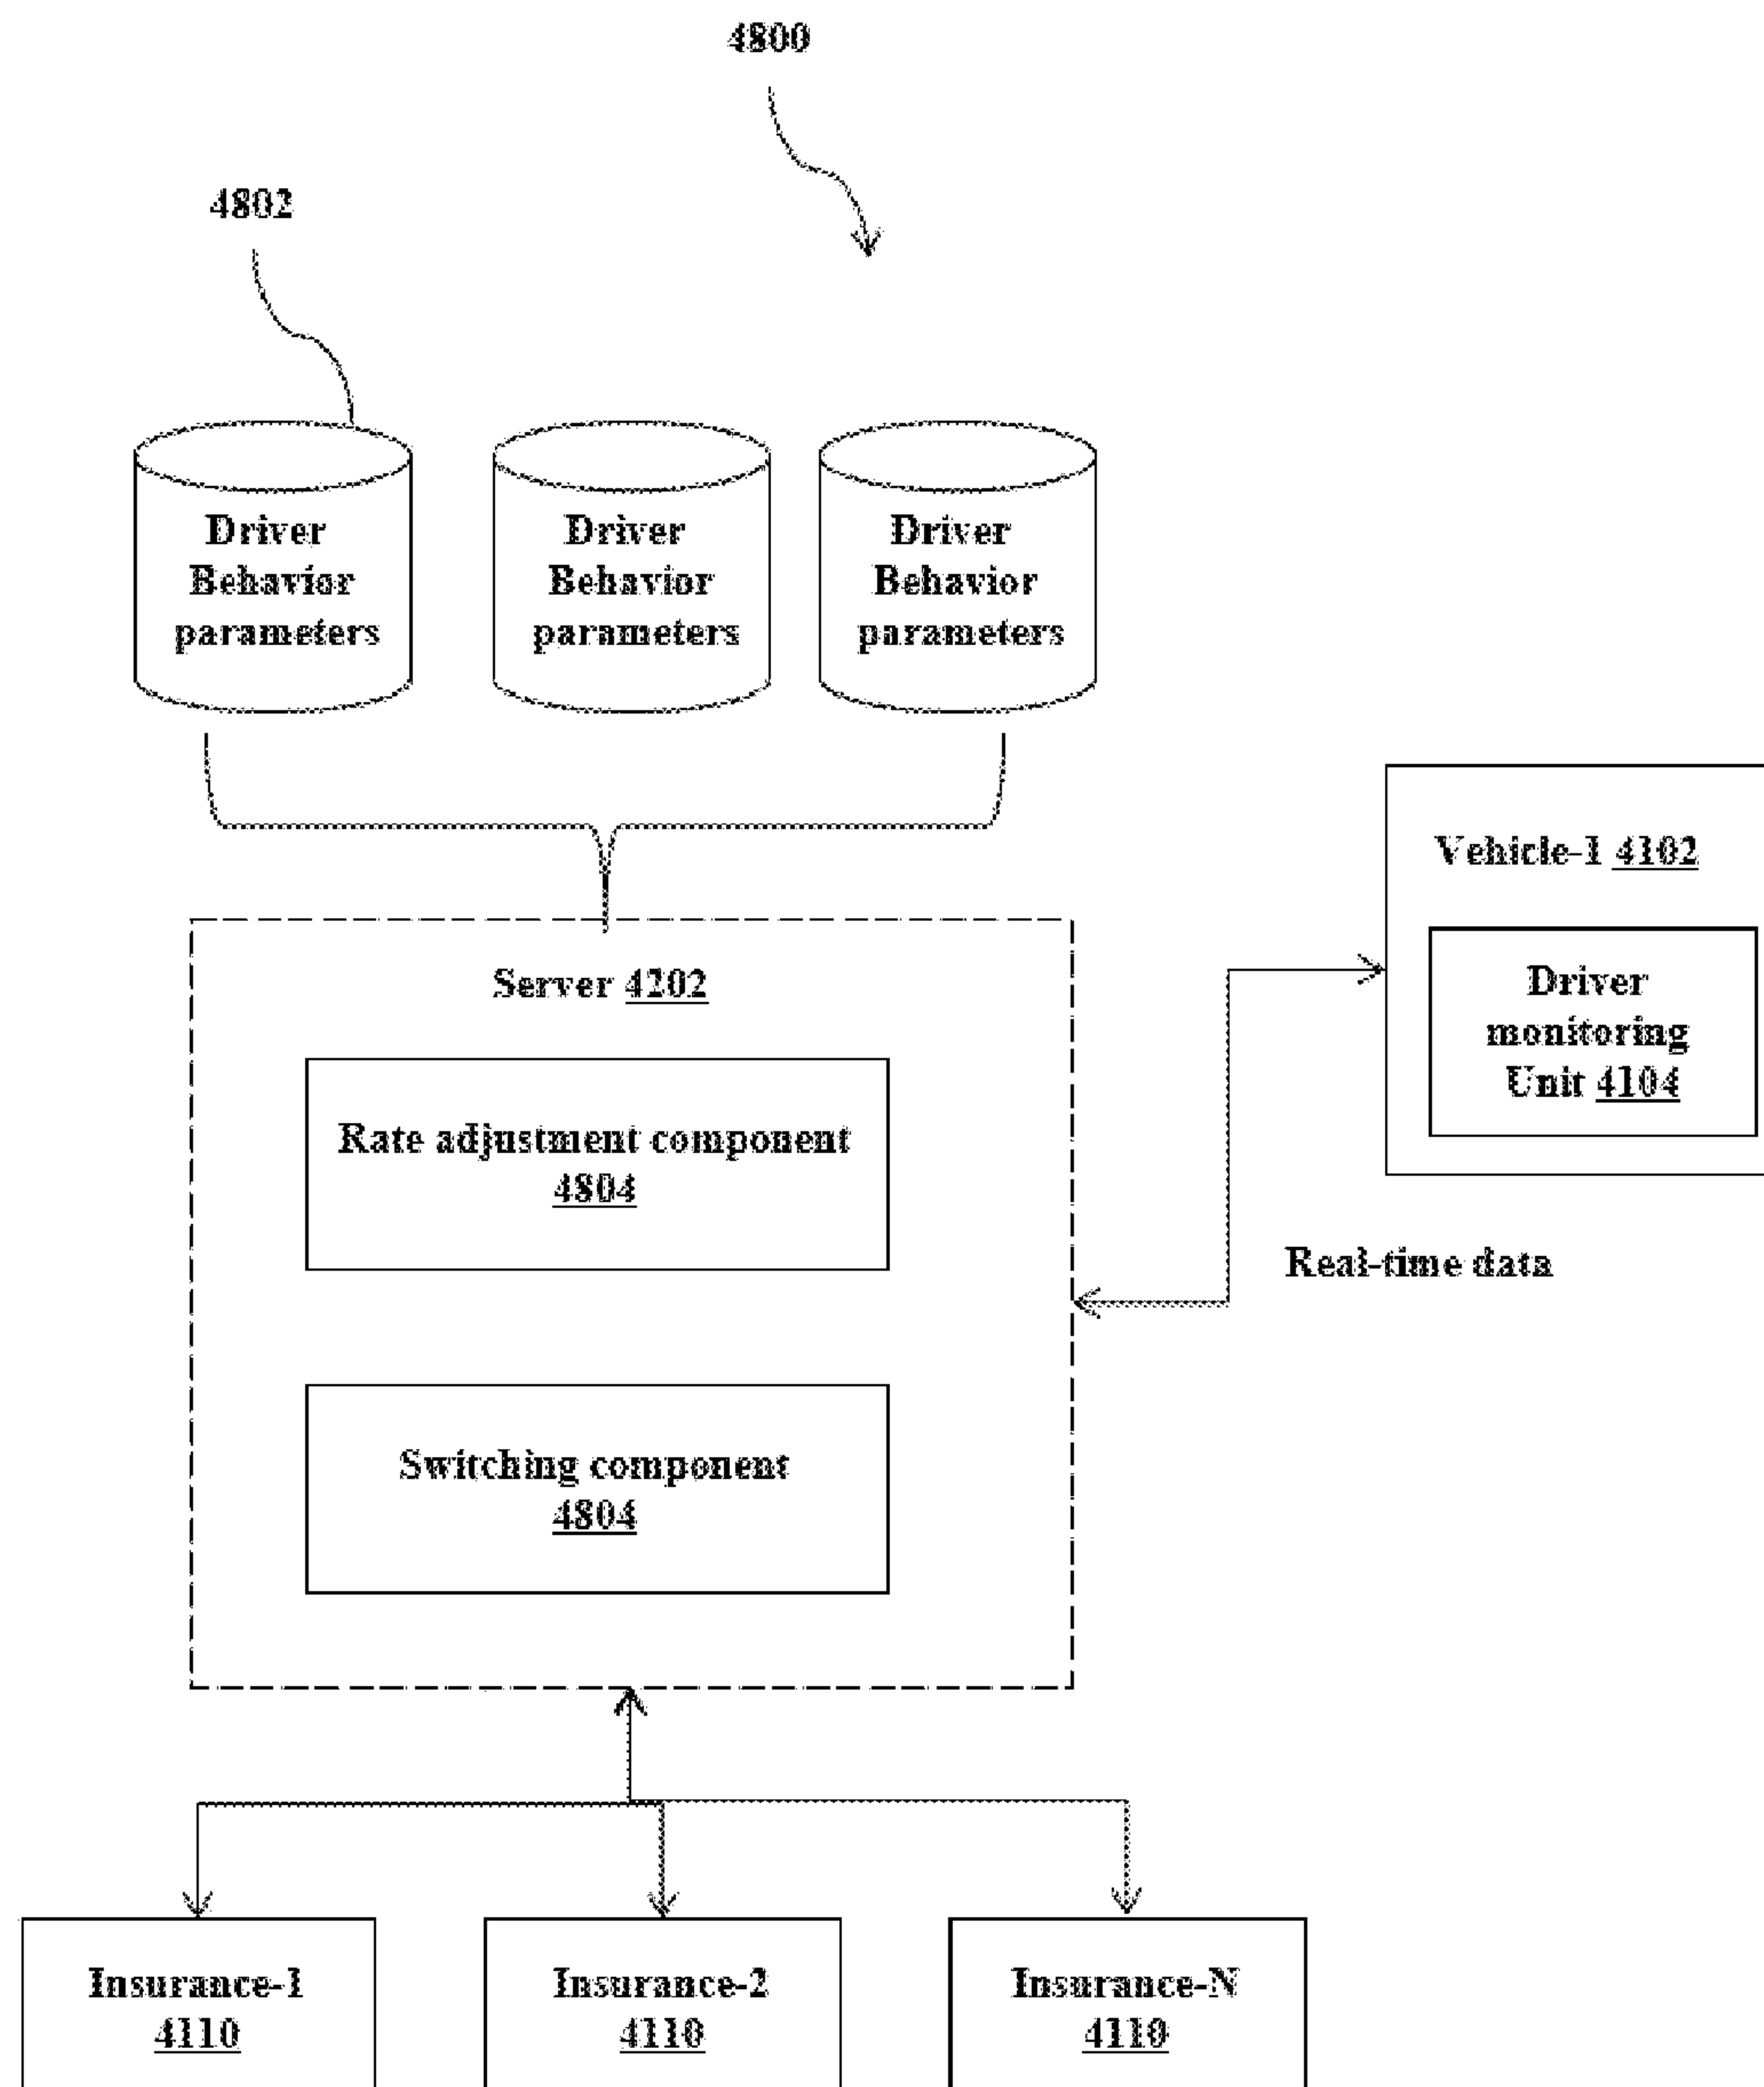 4800
4802
Driver
Behavior
parameters
Driver
Behavior
parameters
Driver
Behavior
parameters
Vehicle-1 4102
Driver
monitoring
Unit 4104
Server 4202
Rate adjustment component
4804
Real-time data
Switching component
4804
Insurance-1
4110
Insurance-2
4110
Insurance-N
4110